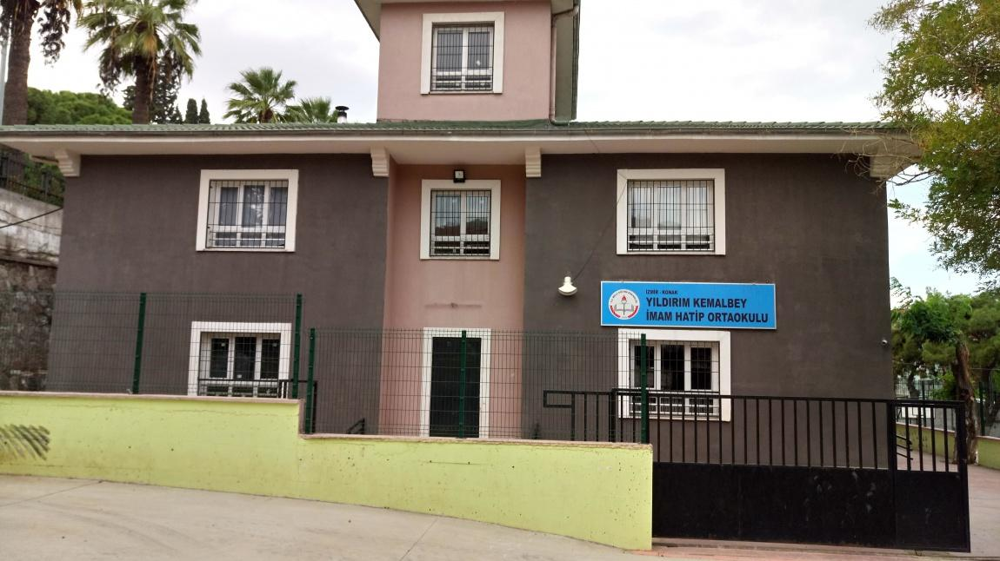 İZMİR - KONAK
YILDIRIM KEMALBEY
İMAM HATİP ORTAOKULU